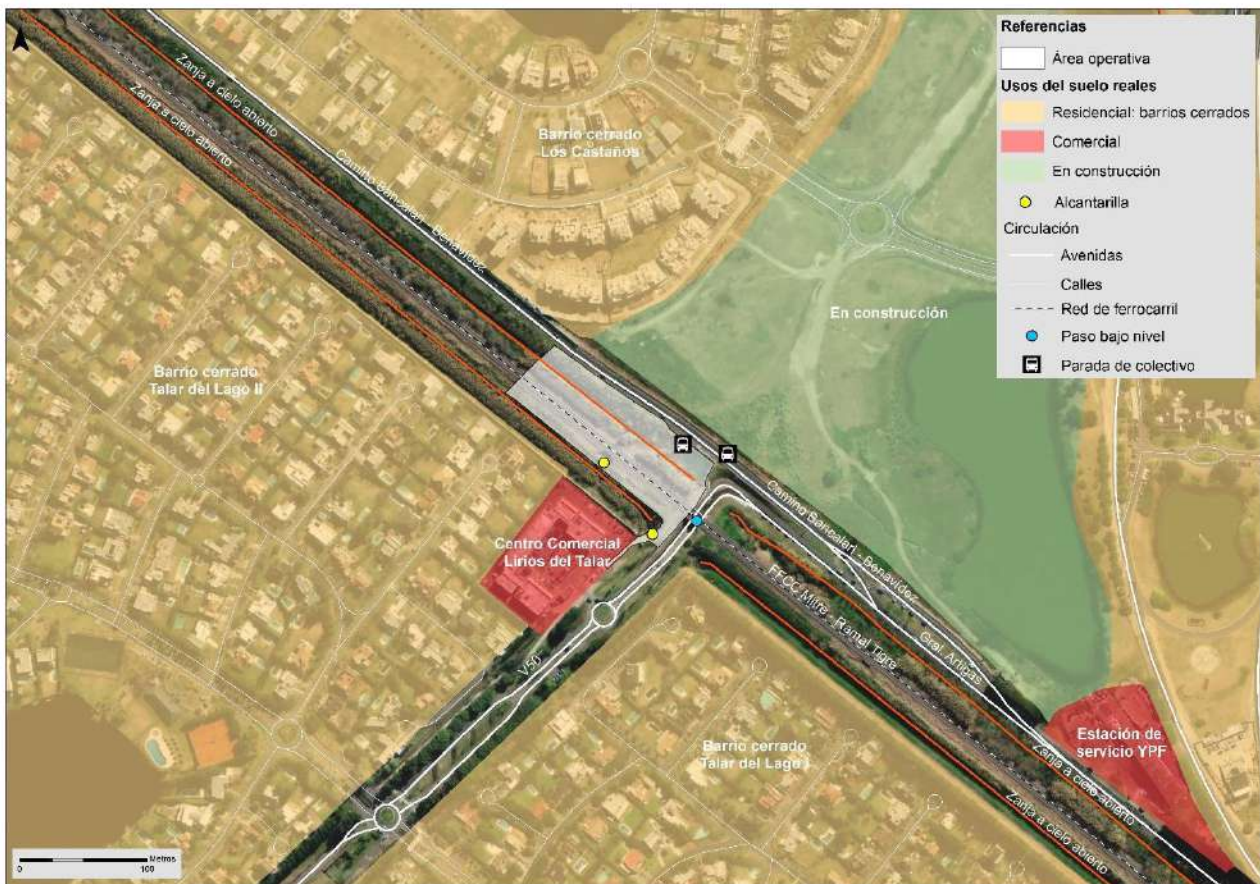 Referencias
Área operativa
Usos del suelo reales
Residencial: barrios cerrados
Comercial
En construcción
Alcantarilla
Circulación
Avenidas
Calles
Red de ferrocarril
Paso bajo nivel
Parada de colectivo
Zanja a cielo abierto
Zanja a cielo abierto
Camino Bancalari - Benavídez
Barrio cerrado
Los Castaños
En construcción
Barrio cerrado
Talar del Lago II
Centro Comercial
Lirios del Talar
Camino Bancalari - Benavídez
FFCC Mitre - Ramal Tigre
Gral. Artigas
V50
Barrio cerrado
Talar del Lago I
Estación de
servicio YPF
Zanja a cielo abierto
Zanja a cielo abierto
Metros
0 100